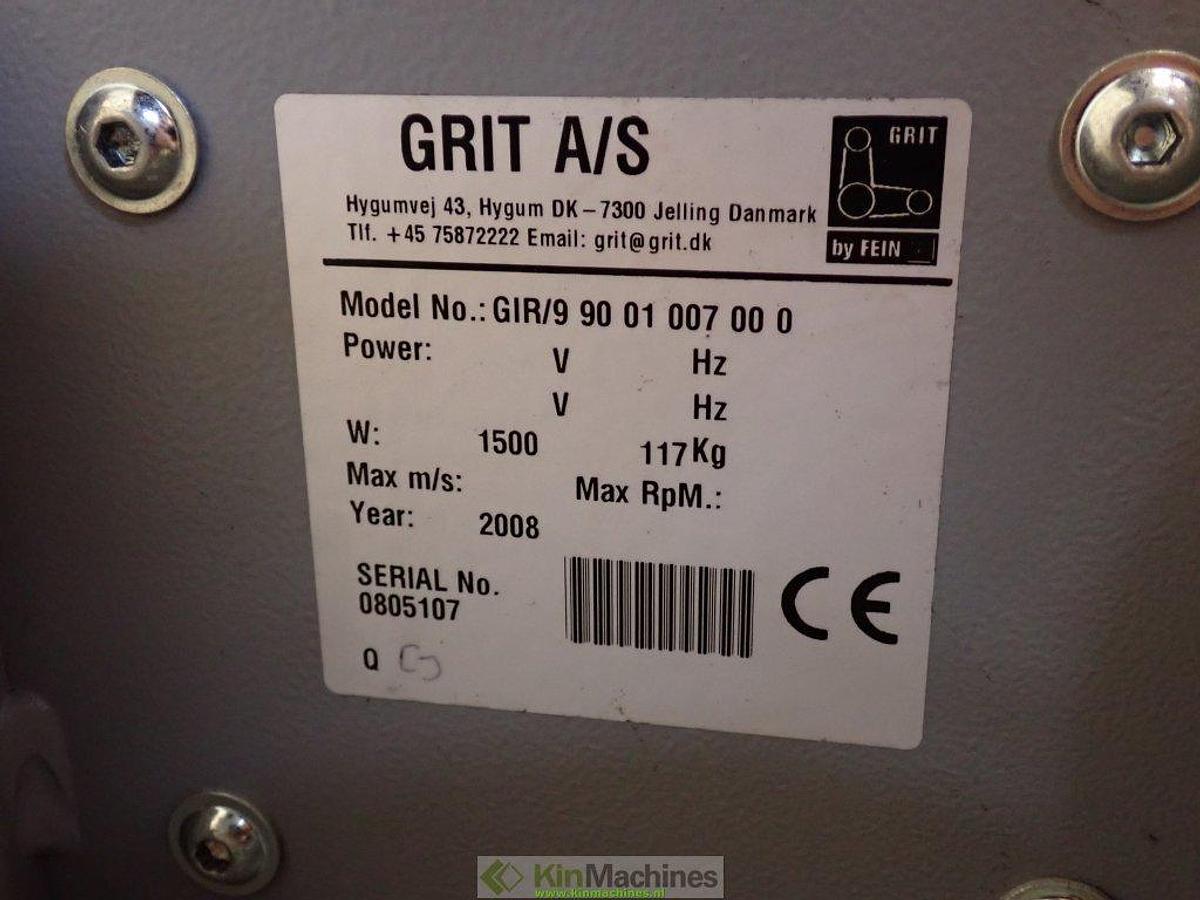 GRIT A/S
GRIT
Hygumvej 43, Hygum DK-7300 Jelling Danmark
Tlf. +45 75872222 Email: grit@grit.dk
by FEIN
Model No.: GIR/9 90 01 007 00 0
Power: V Hz
V Hz
W: 1500 117 Kg
Max m/s: Max RpM.:
Year: 2008
SERIAL No.
0805107
CE
Q
KinMachines
www.kinmachines.nl